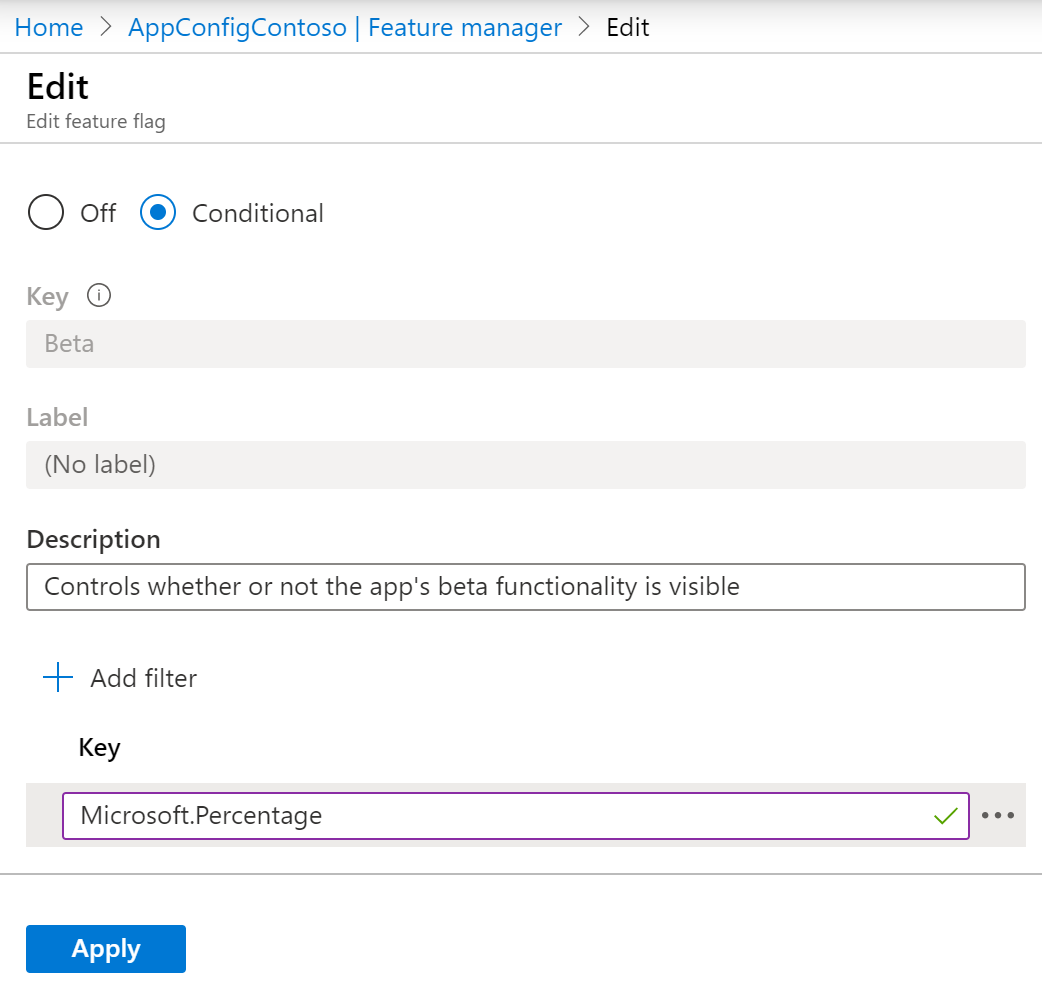 Home > AppConfigContoso | Feature manager > Edit
Edit
Edit feature flag
Off Conditional
Key
Beta
Label
(No label)
Description
Controls whether or not the app's beta functionality is visible
Add filter
Key
Microsoft.Percentage
Apply